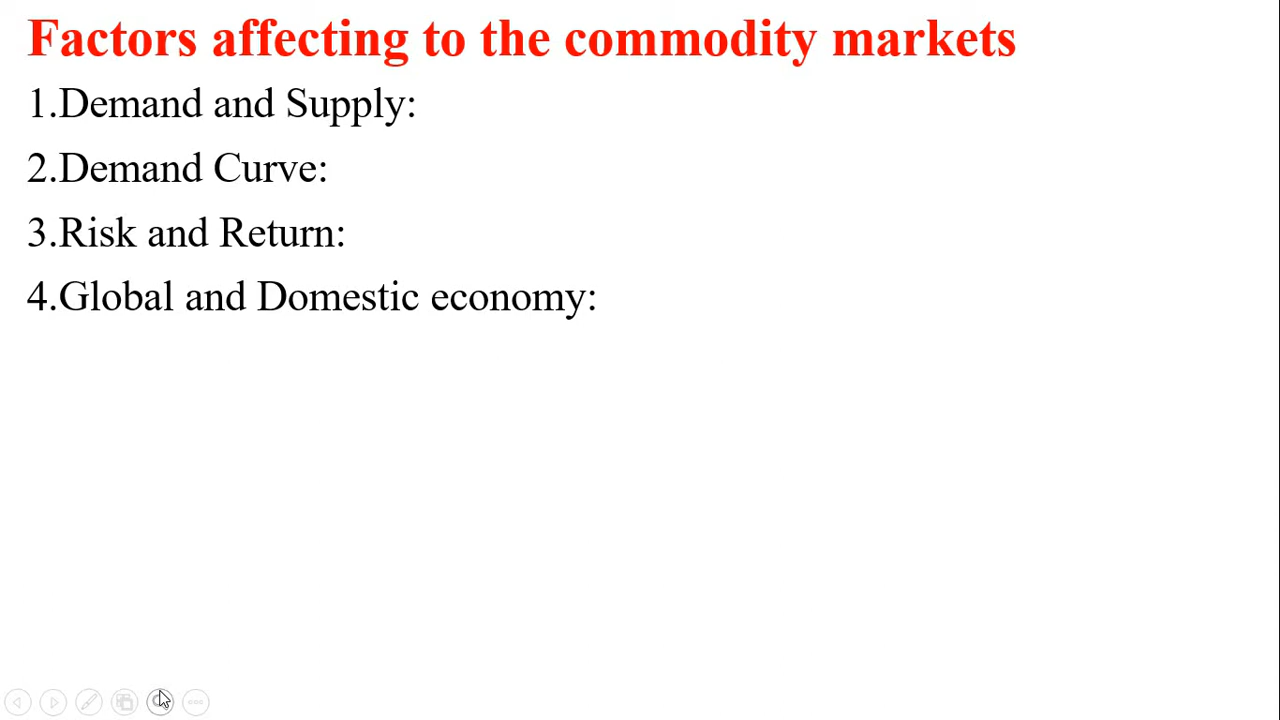 Factors affecting to the commodity markets
1.Demand and Supply:
2.Demand Curve:
3.Risk and Return:
4.Global and Domestic economy: